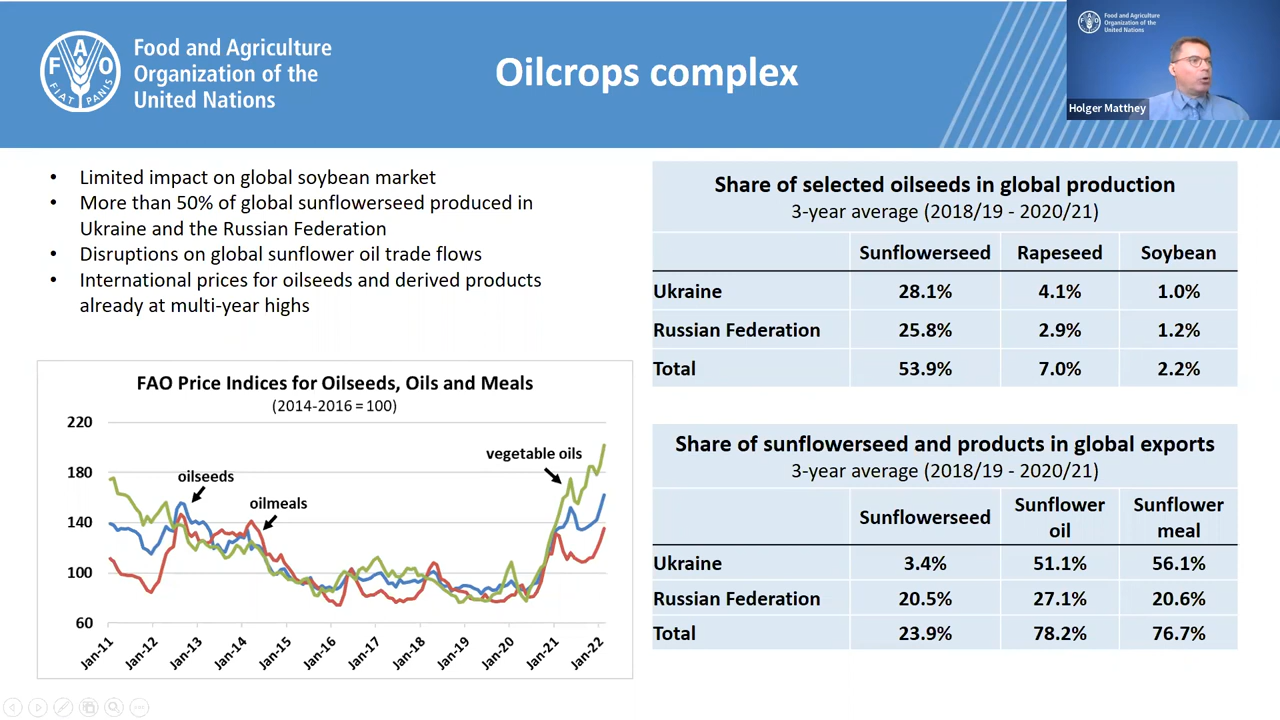 Food and Agriculture
Organization of the
United Nations
F A O
FIAT PANIS
Oilcrops complex
Food and Agriculture
Organization of the
United Nations
Holger Matthey
• Limited impact on global soybean market
• More than 50% of global sunflowerseed produced in
Ukraine and the Russian Federation
• Disruptions on global sunflower oil trade flows
• International prices for oilseeds and derived products
already at multi-year highs
FAO Price Indices for Oilseeds, Oils and Meals
(2014-2016 = 100)
220
180
140
100
60
oilseeds
oilmeals
vegetable oils
Jan-11 Jan-12 Jan-13 Jan-14 Jan-15 Jan-16 Jan-17 Jan-18 Jan-19 Jan-20 Jan-21 Jan-22
Share of selected oilseeds in global production
3-year average (2018/19 - 2020/21)
Sunflowerseed Rapeseed Soybean
Ukraine 28.1% 4.1% 1.0%
Russian Federation 25.8% 2.9% 1.2%
Total 53.9% 7.0% 2.2%
Share of sunflowerseed and products in global exports
3-year average (2018/19 - 2020/21)
Sunflowerseed Sunflower oil Sunflower meal
Ukraine 3.4% 51.1% 56.1%
Russian Federation 20.5% 27.1% 20.6%
Total 23.9% 78.2% 76.7%